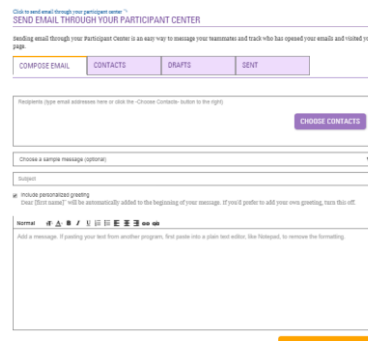 Click to send email through your participant center
SEND EMAIL THROUGH YOUR PARTICIPANT CENTER
Sending email through your Participant Center is an easy way to message your teammates and track who has opened your emails and visited yo
page.
COMPOSE EMAIL CONTACTS DRAFTS SENT
Recipients (type email addresses here or click the -Choose Contacts- button to the right)
CHOOSE CONTACTS
Choose a sample message (optional)
Subject
Include personalized greeting
Dear [first name]" will be automatically added to the beginning of your message. If you'd prefer to add your own greeting, turn this off.
Normal A B I U
Add a message. If pasting your text from another program, first paste into a plain text editor, like Notepad, to remove the formatting.